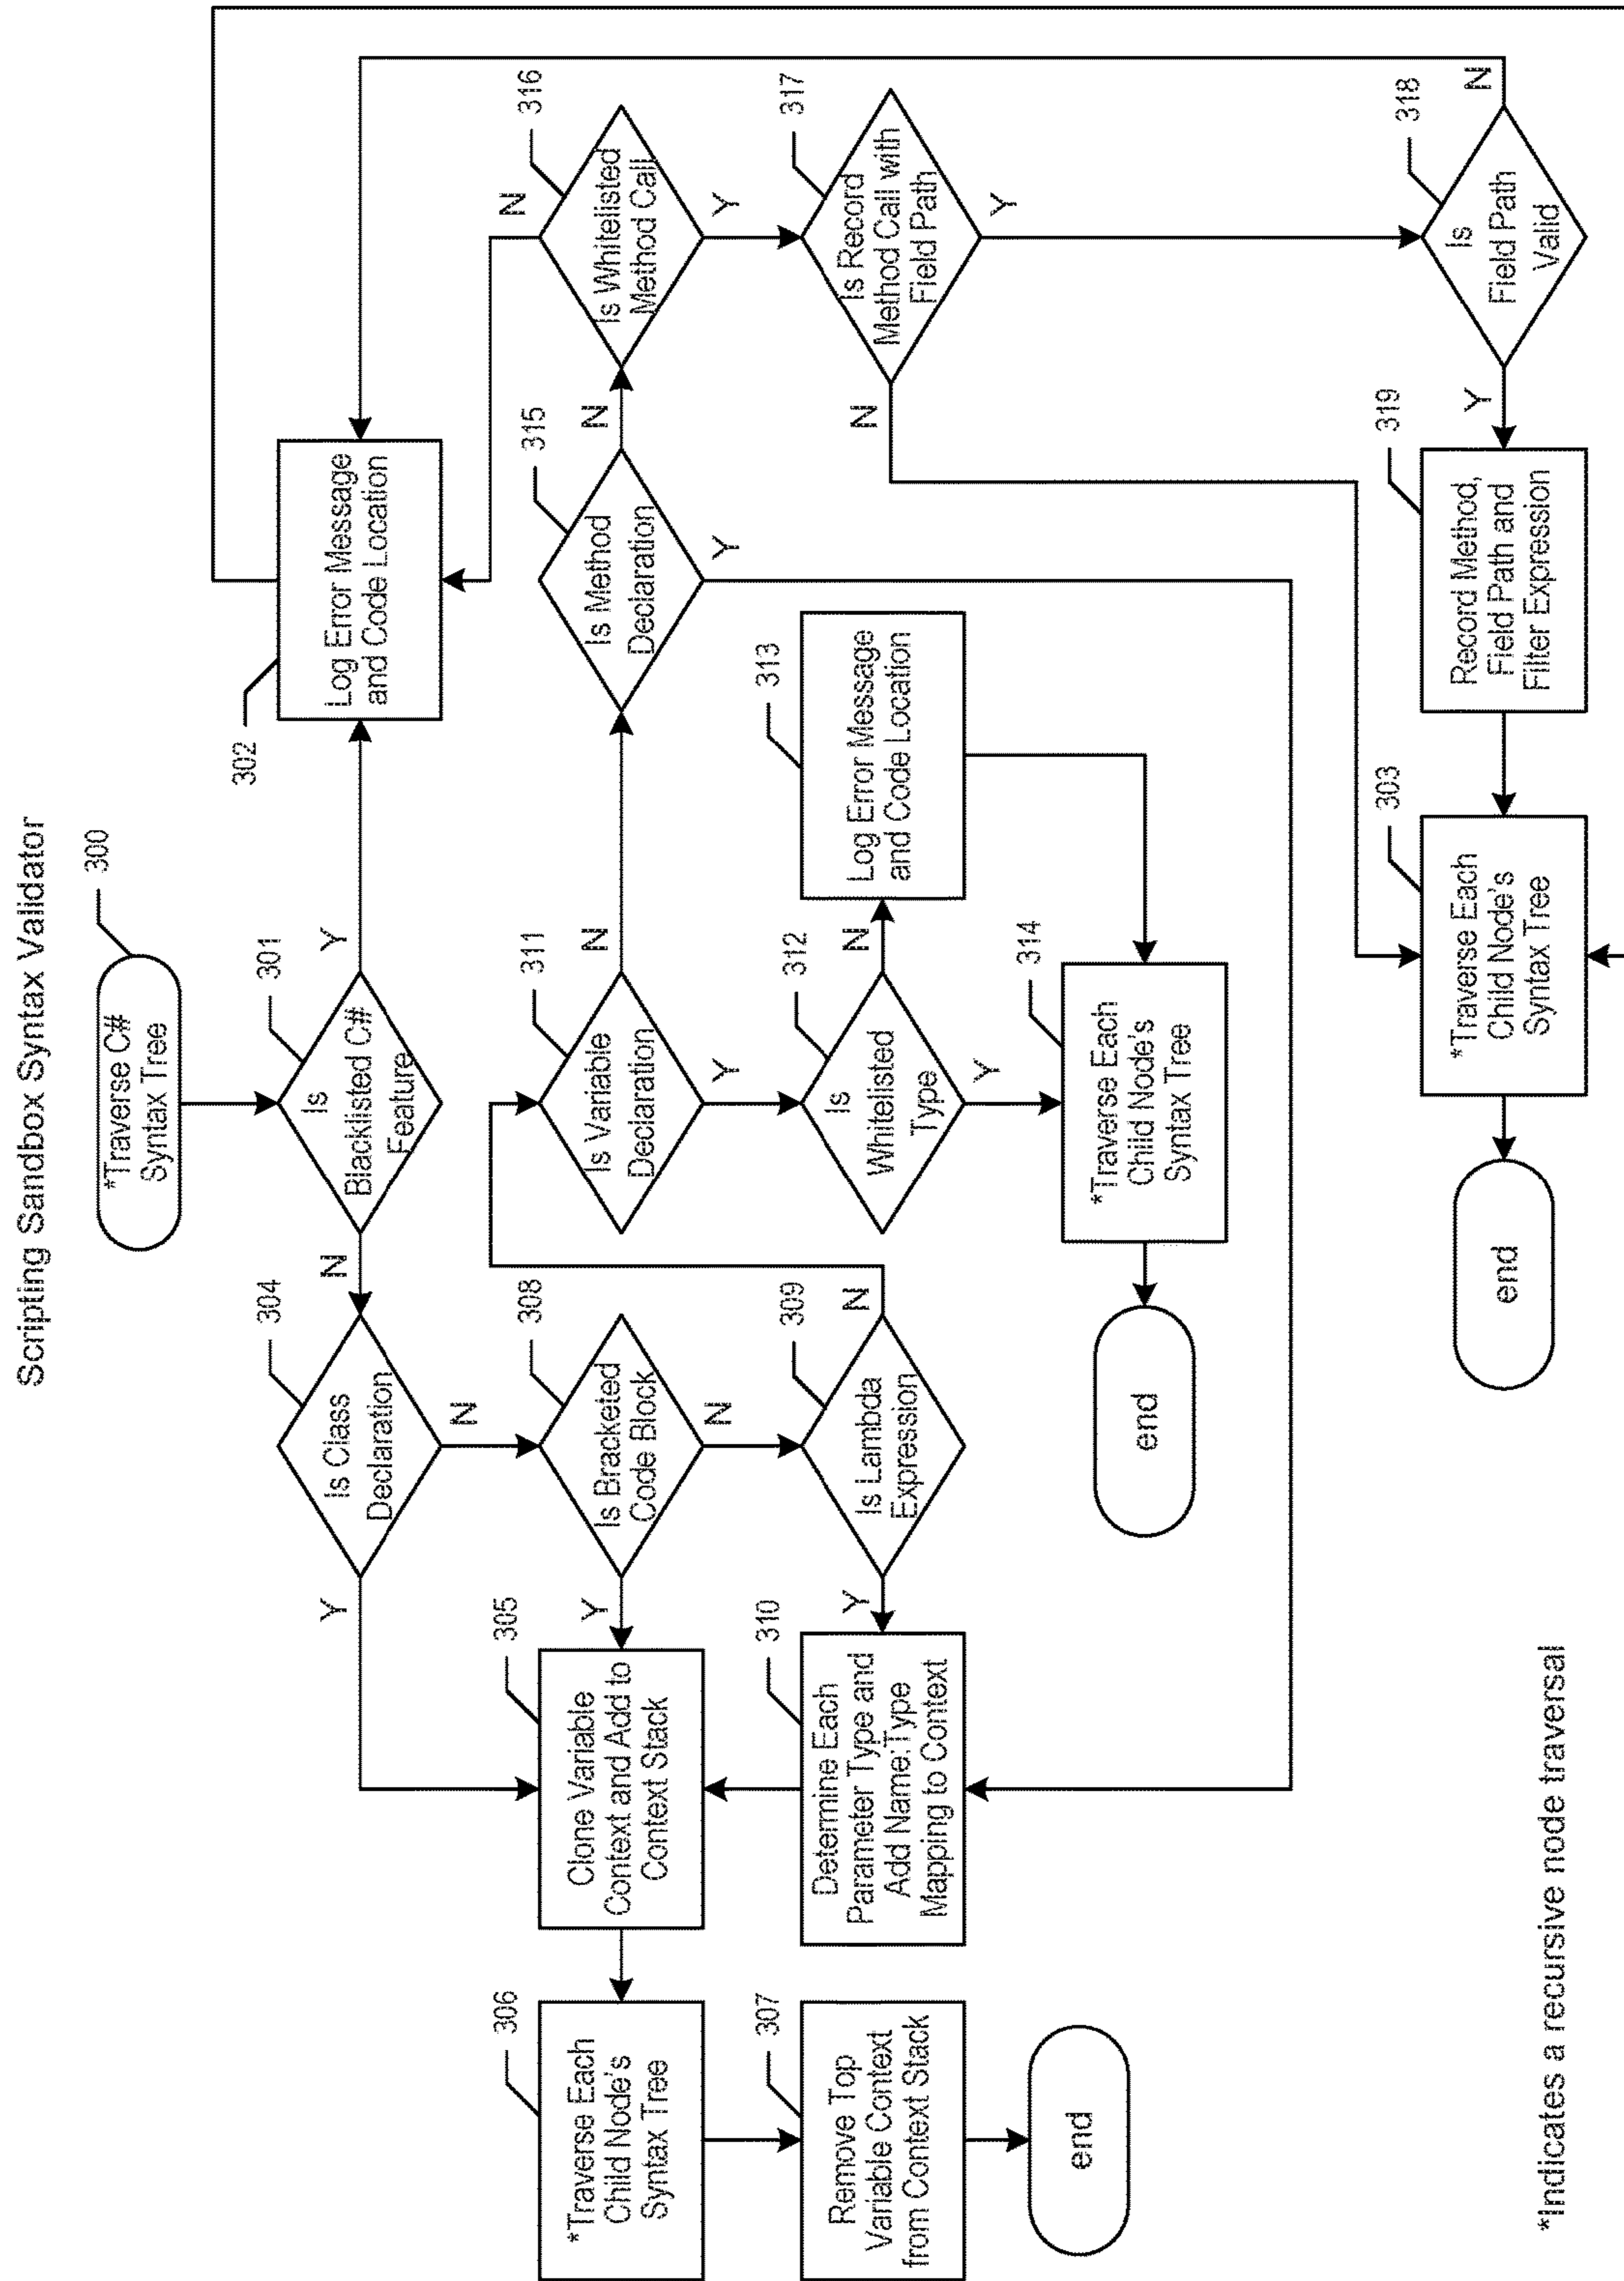 Scripting Sandbox Syntax Validator
300
*Traverse C#
Syntax Tree
301
Is
Blacklisted C#
Feature
Y
N
302
Log Error Message
and Code Location
304
Is Class
Declaration
Y
N
305
Clone Variable
Context and Add to
Context Stack
308
Is Bracketed
Code Block
Y
N
306
*Traverse Each
Child Node's
Syntax Tree
307
Remove Top
Variable Context
from Context Stack
end
309
Is Lambda
Expression
Y
N
310
Determine Each
Parameter Type and
Add Name:Type
Mapping to Context
311
Is Variable
Declaration
Y
N
312
Is
Whitelisted
Type
Y
N
313
Log Error Message
and Code Location
314
*Traverse Each
Child Node's
Syntax Tree
end
315
Is Method
Declaration
Y
N
316
Is Whitelisted
Method Call
N
Y
317
Is Record
Method Call with
Field Path
N
Y
318
Is
Field Path
Valid
N
Y
319
Record Method,
Field Path and
Filter Expression
303
*Traverse Each
Child Node's
Syntax Tree
end
*Indicates a recursive node traversal